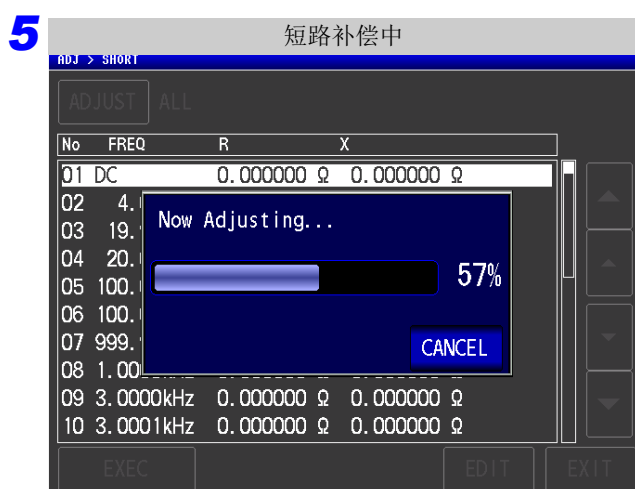 5
短路补偿中
ADJ > SHORT
ADJUST ALL
No FREQ R X
01 DC 0.000000 Ω 0.000000 Ω
02 4.
03 19.
Now Adjusting...
04 20.
57%
05 100.
06 100.
07 999.
CANCEL
08 1.00
09 3.0000kHz 0.000000 Ω 0.000000 Ω
10 3.0001kHz 0.000000 Ω 0.000000 Ω
EXEC EDIT EXIT